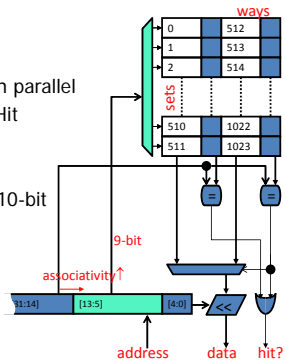 ways
0 512
1 513
2 514
n parallel
Hit
sets
510 1022
511 1023
10-bit
= =
9-bit
associativity↑
31:14] [13:5] [4:0] <<
address data hit?